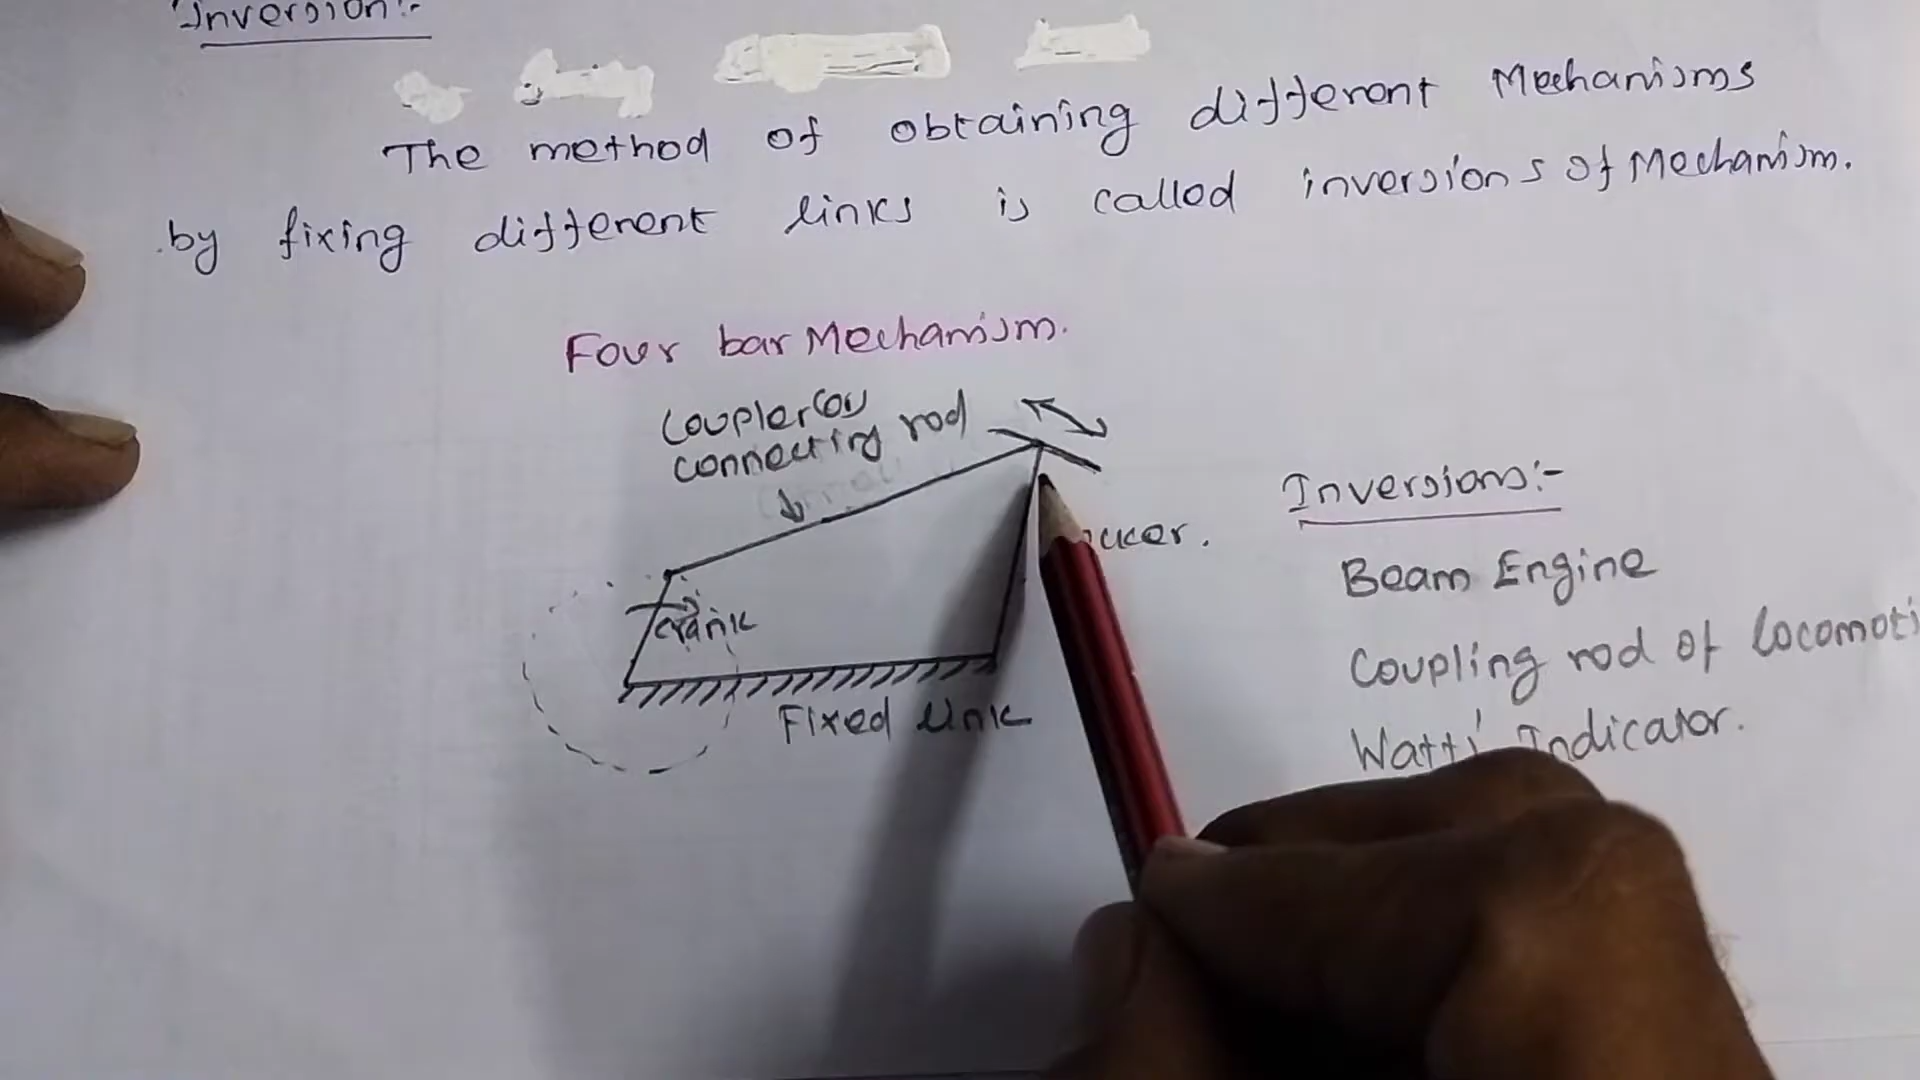 Inversion:-
The method of obtaining different Mechanisms
by fixing different links is called inversions of Mechanism.
Four bar Mechanism.
Coupler (or)
connecting rod
Inversions:-
Beam Engine
Crank
Coupling rod of
Fixed Link
Indicator.